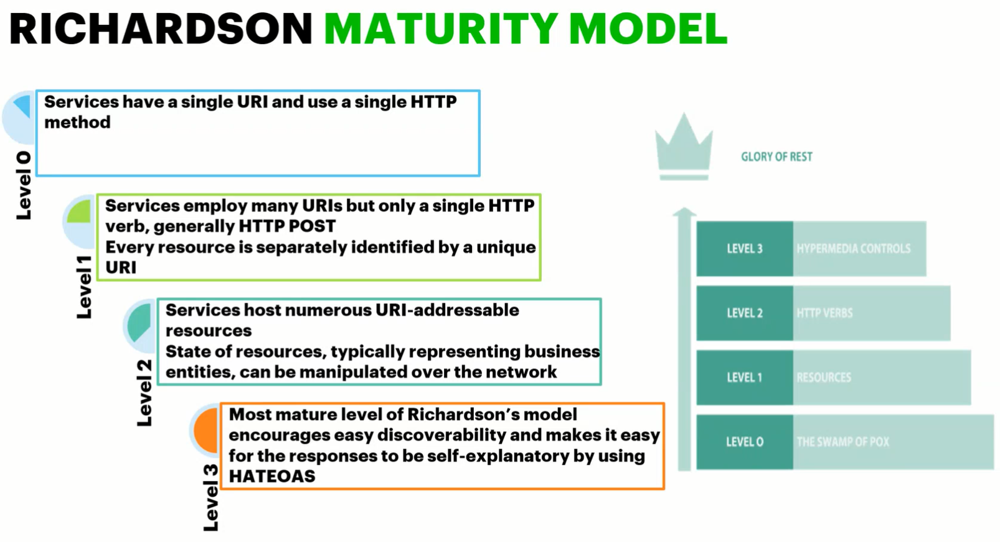 RICHARDSON MATURITY MODEL
Level 0
Services have a single URI and use a single HTTP
method
Level 1
Services employ many URIs but only a single HTTP
verb, generally HTTP POST
Every resource is separately identified by a unique
URI
Level 2
Services host numerous URI-addressable
resources
State of resources, typically representing business
entities, can be manipulated over the network
Level 3
Most mature level of Richardson’s model
encourages easy discoverability and makes it easy
for the responses to be self-explanatory by using
HATEOAS
GLORY OF REST
LEVEL 3 HYPERMEDIA CONTROLS
LEVEL 2 HTTP VERBS
LEVEL 1 RESOURCES
LEVEL 0 THE SWAMP OF POX